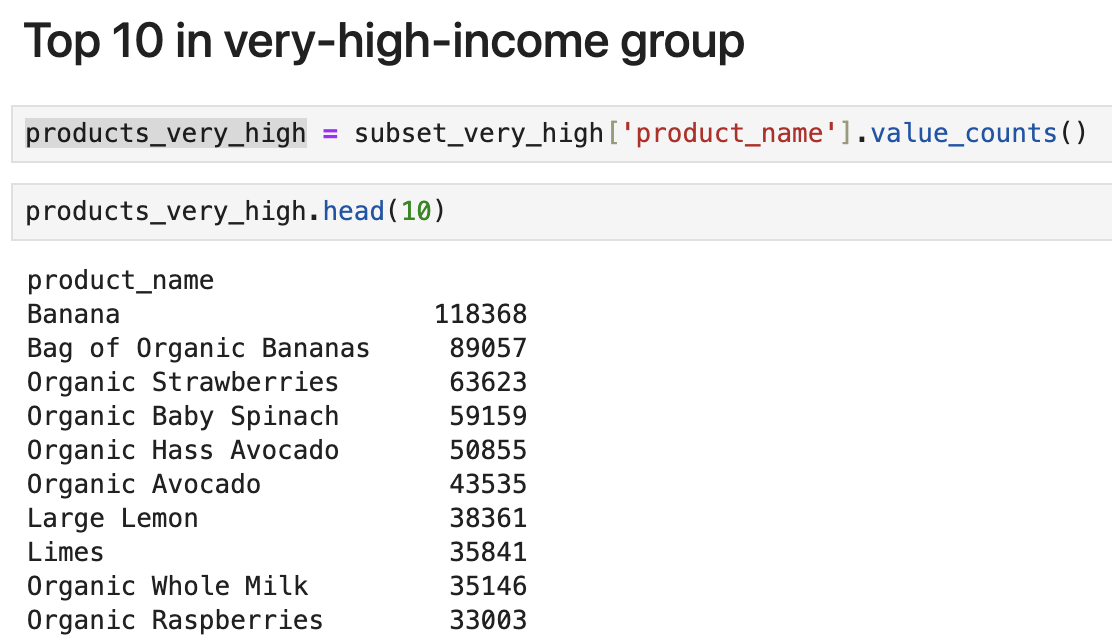 Top 10 in very-high-income group
products_very_high = subset_very_high['product_name'].value_counts()
products_very_high.head(10)
product_name
Banana 118368
Bag of Organic Bananas 89057
Organic Strawberries 63623
Organic Baby Spinach 59159
Organic Hass Avocado 50855
Organic Avocado 43535
Large Lemon 38361
Limes 35841
Organic Whole Milk 35146
Organic Raspberries 33003